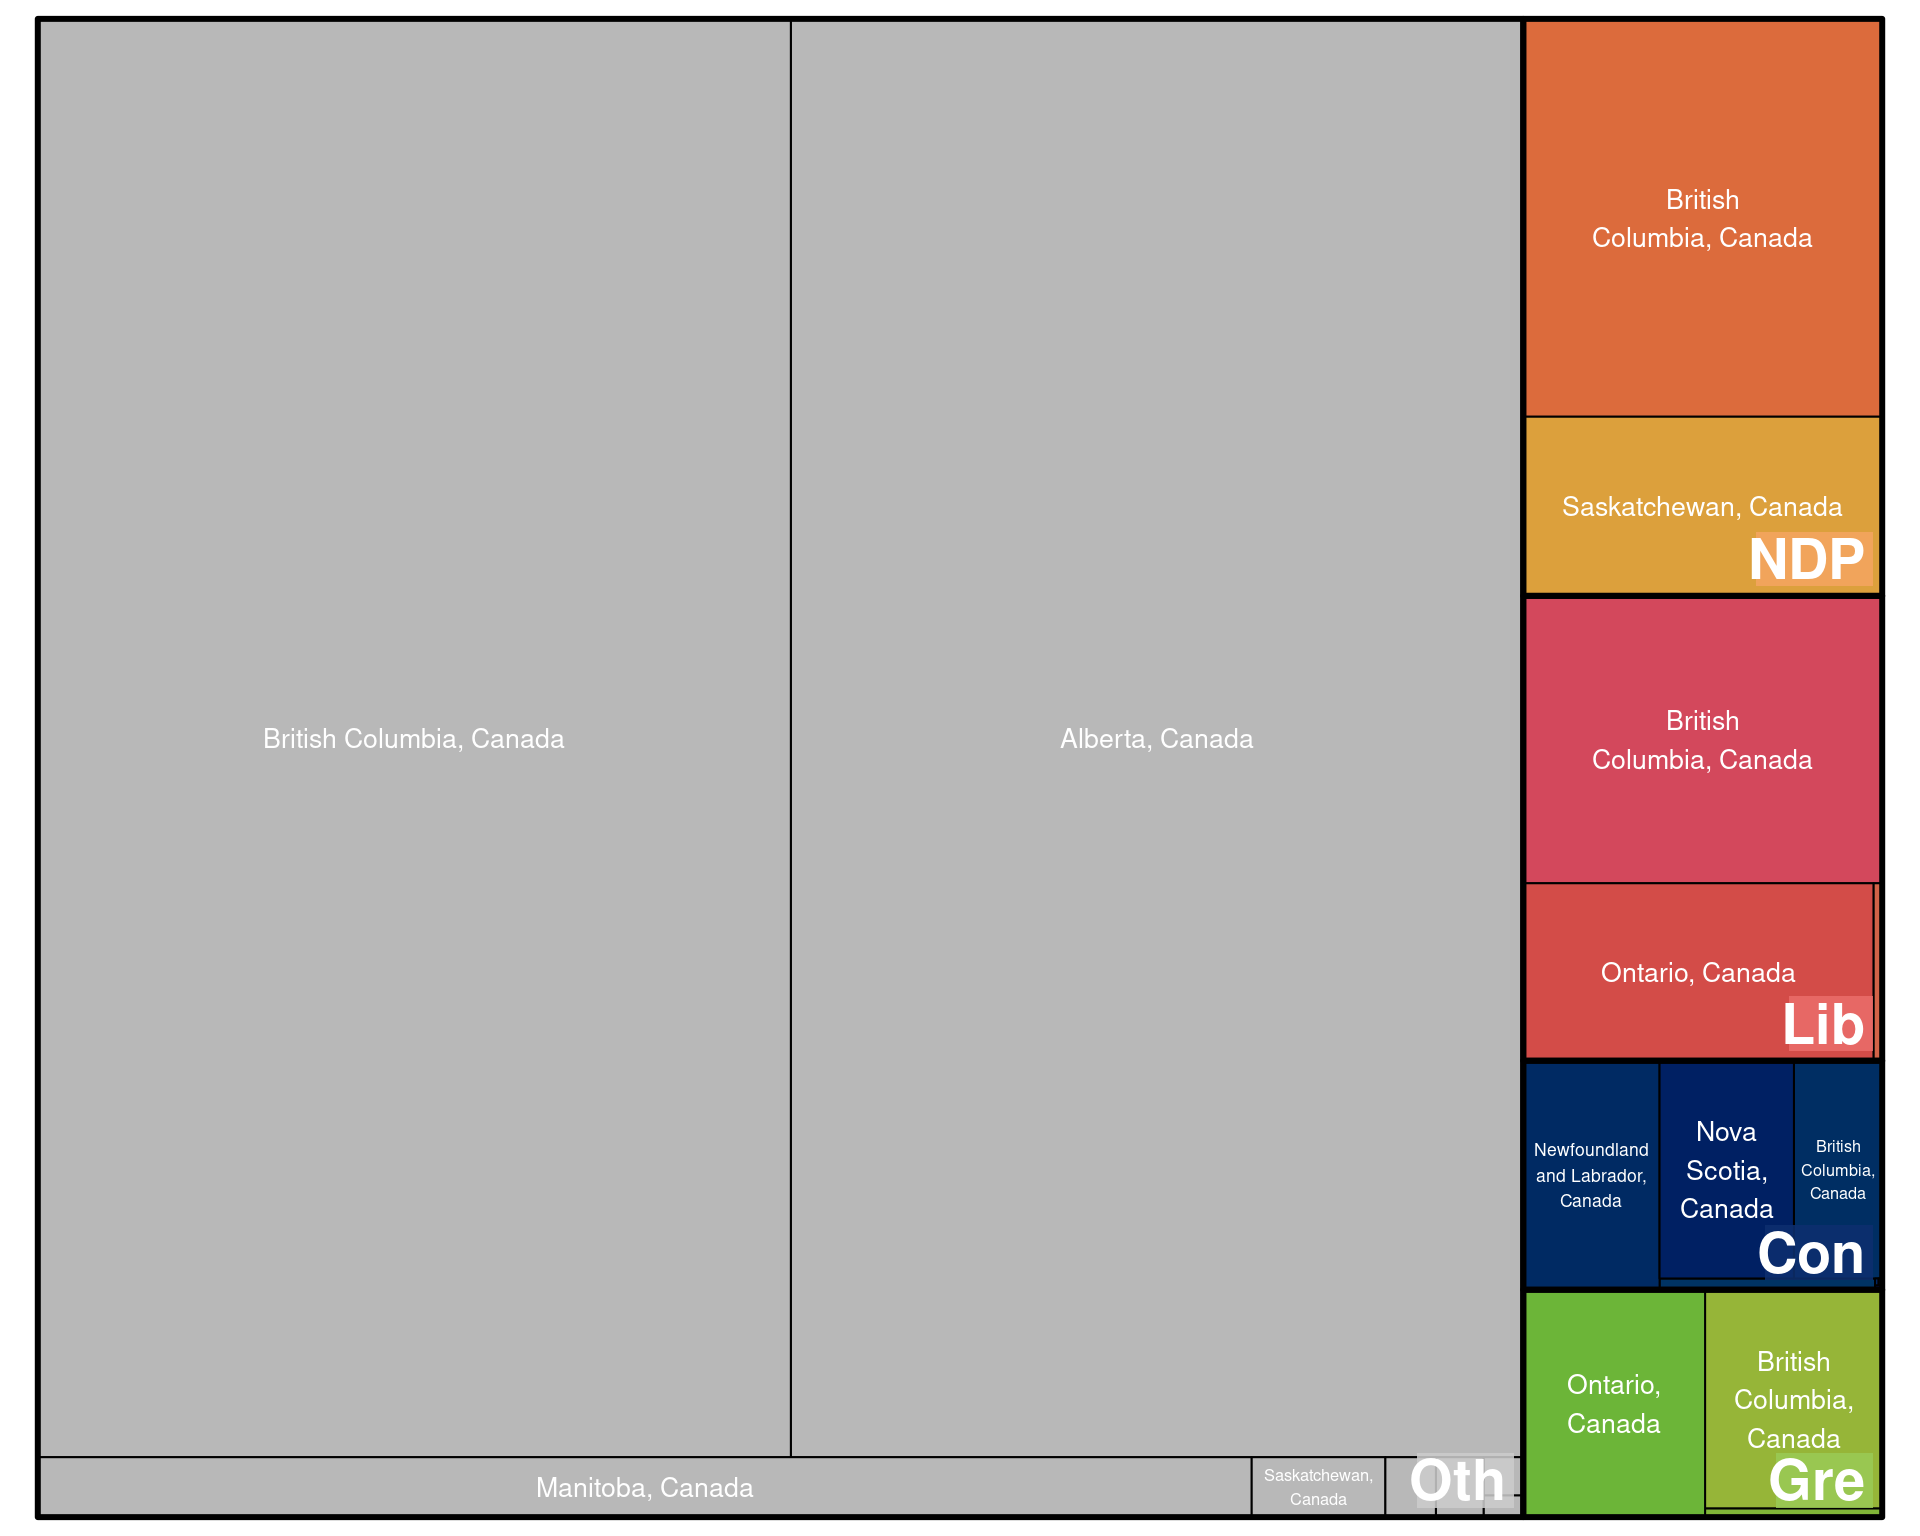 British Columbia, Canada
Alberta, Canada
Manitoba, Canada
Saskatchewan,
Canada
Oth
British
Columbia, Canada
Saskatchewan, Canada
NDP
British
Columbia, Canada
Ontario, Canada
Lib
Newfoundland
and Labrador,
Canada
Nova
Scotia,
Canada
British
Columbia,
Canada
Con
Ontario,
Canada
British
Columbia,
Canada
Gre